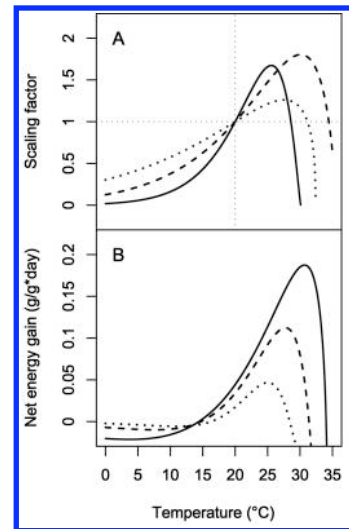 A
Scaling factor
2
1.5
1
0.5
0
B
Net energy gain (g/g*day)
0.2
0.15
0.1
0.05
0
0 5 10 15 20 25 30 35
Temperature (°C)